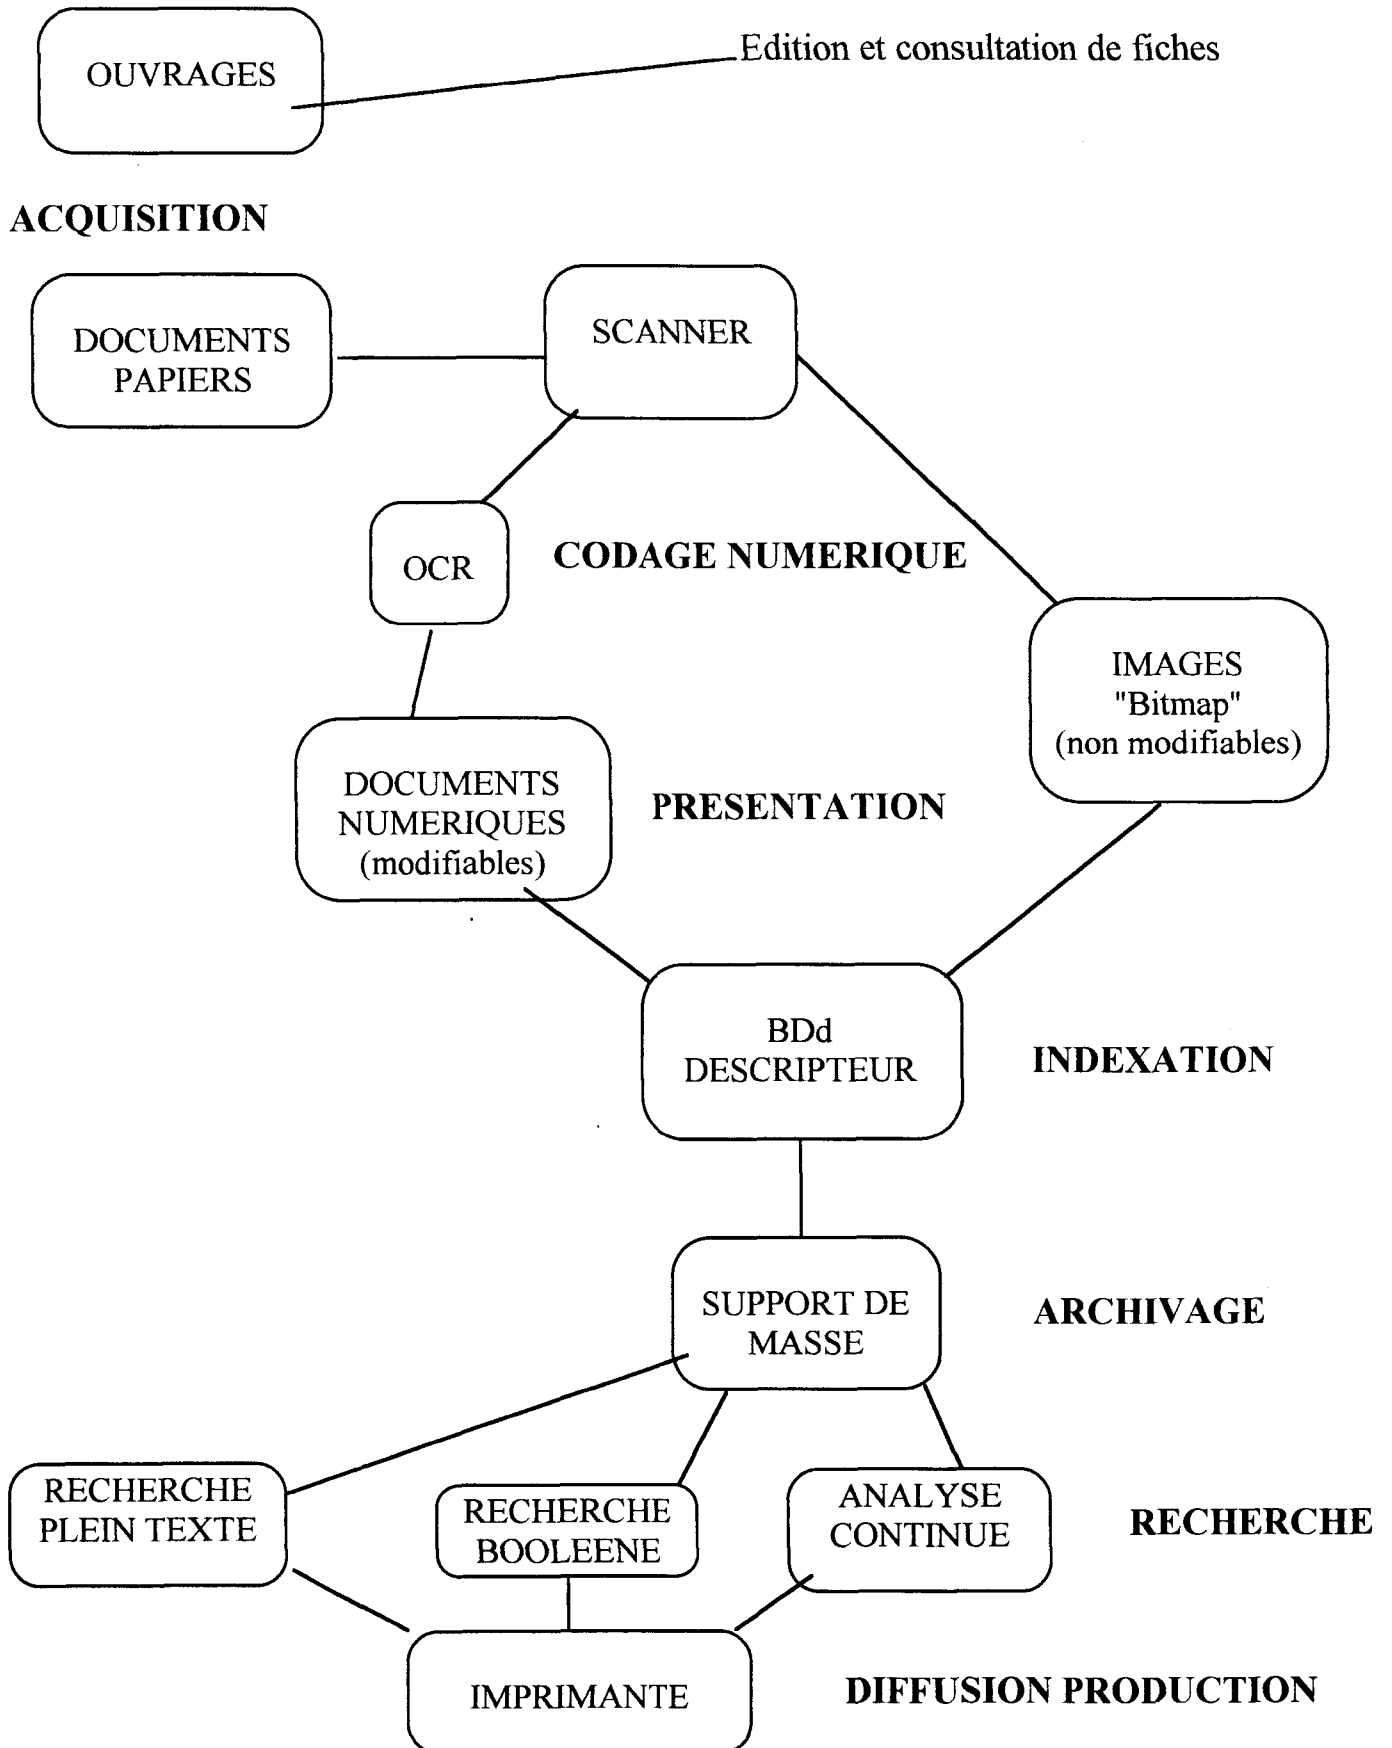 OUVRAGES
Edition et consultation de fiches
ACQUISITION
DOCUMENTS
PAPIERS
SCANNER
OCR
CODAGE NUMERIQUE
IMAGES
"Bitmap"
(non modifiables)
DOCUMENTS
NUMERIQUES
(modifiables)
PRESENTATION
BDd
DESCRIPTEUR
INDEXATION
SUPPORT DE
MASSE
ARCHIVAGE
RECHERCHE
PLEIN TEXTE
RECHERCHE
BOOLEENE
ANALYSE
CONTINUE
RECHERCHE
IMPRIMANTE
DIFFUSION PRODUCTION